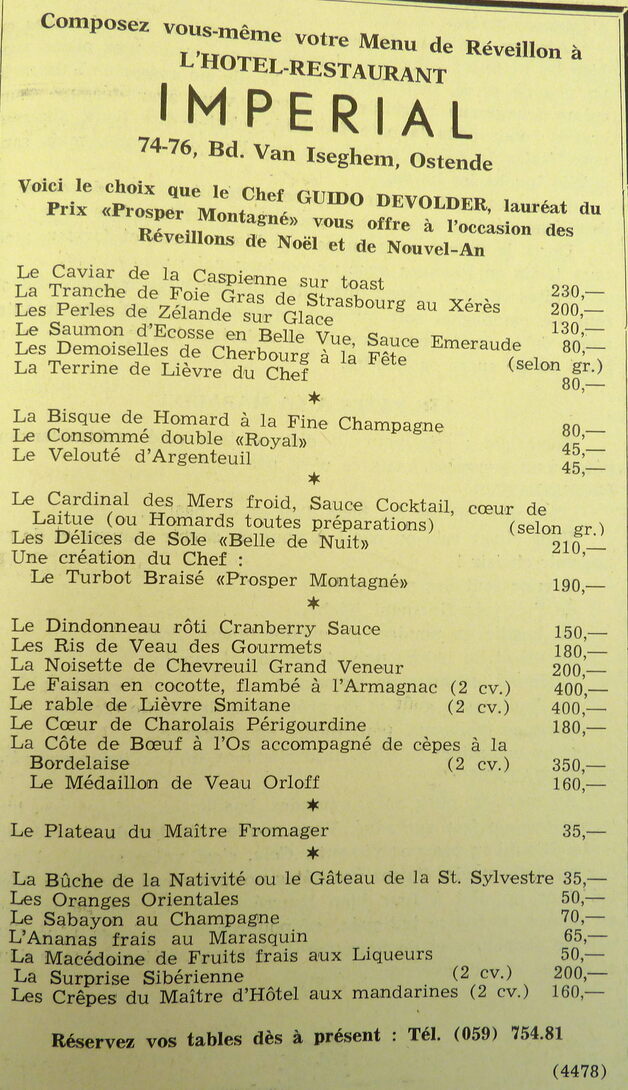 Composez vous-même votre Menu de Réveillon à
L'HOTEL-RESTAURANT
IMPERIAL
74-76, Bd. Van Iseghem, Ostende
Voici le choix que le Chef GUIDO DEVOLDER, lauréat du
Prix «Prosper Montagné» vous offre à l'occasion des
Réveillons de Noël et de Nouvel-An
Le Caviar de la Caspienne sur toast 230,—
La Tranche de Foie Gras de Strasbourg au Xérès 200,—
Les Perles de Zélande sur Glace 130,—
Le Saumon d'Ecosse en Belle Vue, Sauce Emeraude 80,—
Les Demoiselles de Cherbourg à la Fête (selon gr.)
La Terrine de Lièvre du Chef 80,—
*
La Bisque de Homard à la Fine Champagne 80,—
Le Consommé double «Royal» 45,—
Le Velouté d'Argenteuil 45,—
*
Le Cardinal des Mers froid, Sauce Cocktail, cœur de
Laitue (ou Homards toutes préparations) (selon gr.)
Les Délices de Sole «Belle de Nuit» 210,—
Une création du Chef :
Le Turbot Braisé «Prosper Montagné» 190,—
*
Le Dindonneau rôti Cranberry Sauce 150,—
Les Ris de Veau des Gourmets 180,—
La Noisette de Chevreuil Grand Veneur 200,—
Le Faisan en cocotte, flambé à l'Armagnac (2 cv.) 400,—
Le rable de Lièvre Smitane (2 cv.) 400,—
Le Cœur de Charolais Périgourdine 180,—
La Côte de Bœuf à l'Os accompagné de cèpes à la
Bordelaise (2 cv.) 350,—
Le Médaillon de Veau Orloff 160,—
*
Le Plateau du Maître Fromager 35,—
*
La Bûche de la Nativité ou le Gâteau de la St. Sylvestre 35,—
Les Oranges Orientales 50,—
Le Sabayon au Champagne 70,—
L'Ananas frais au Marasquin 65,—
La Macédoine de Fruits frais aux Liqueurs 50,—
La Surprise Sibérienne (2 cv.) 200,—
Les Crêpes du Maître d'Hôtel aux mandarines (2 cv.) 160,—
Réservez vos tables dès à présent : Tél. (059) 754.81
(4478)